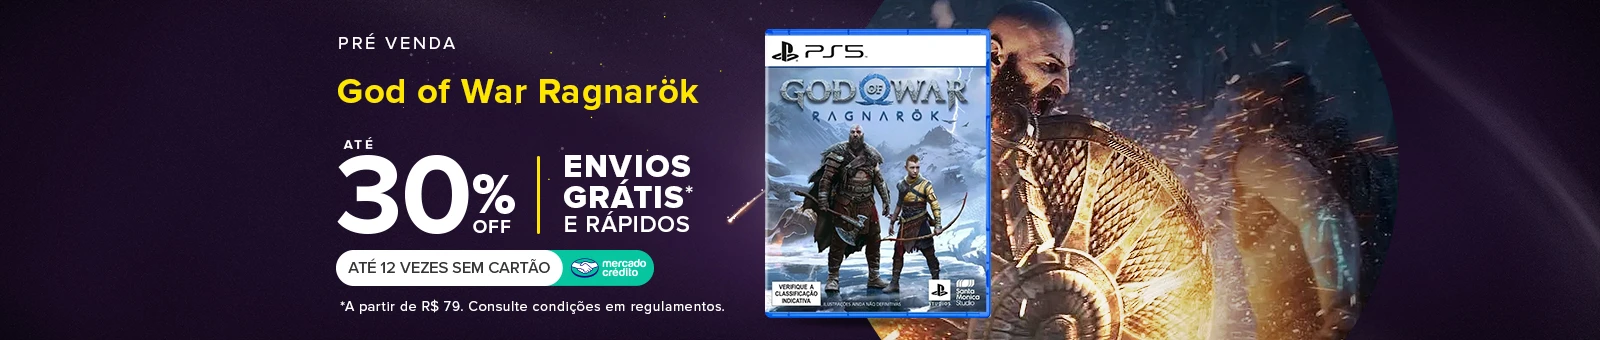 PRÉ VENDA
God of War Ragnarök
ATÉ
30%
OFF
ENVIOS
GRÁTIS*
E RÁPIDOS
ATÉ 12 VEZES SEM CARTÃO
mercado
crédito
*A partir de R$ 79. Consulte condições em regulamentos.
PS5
GOD OF WAR
RAGNARÖK
VERIFIQUE A
CLASSIFICAÇÃO
INDICATIVA
ILUSTRAÇÕES AINDA NÃO DEFINITIVAS
Studios
Santa
Monica
Studio